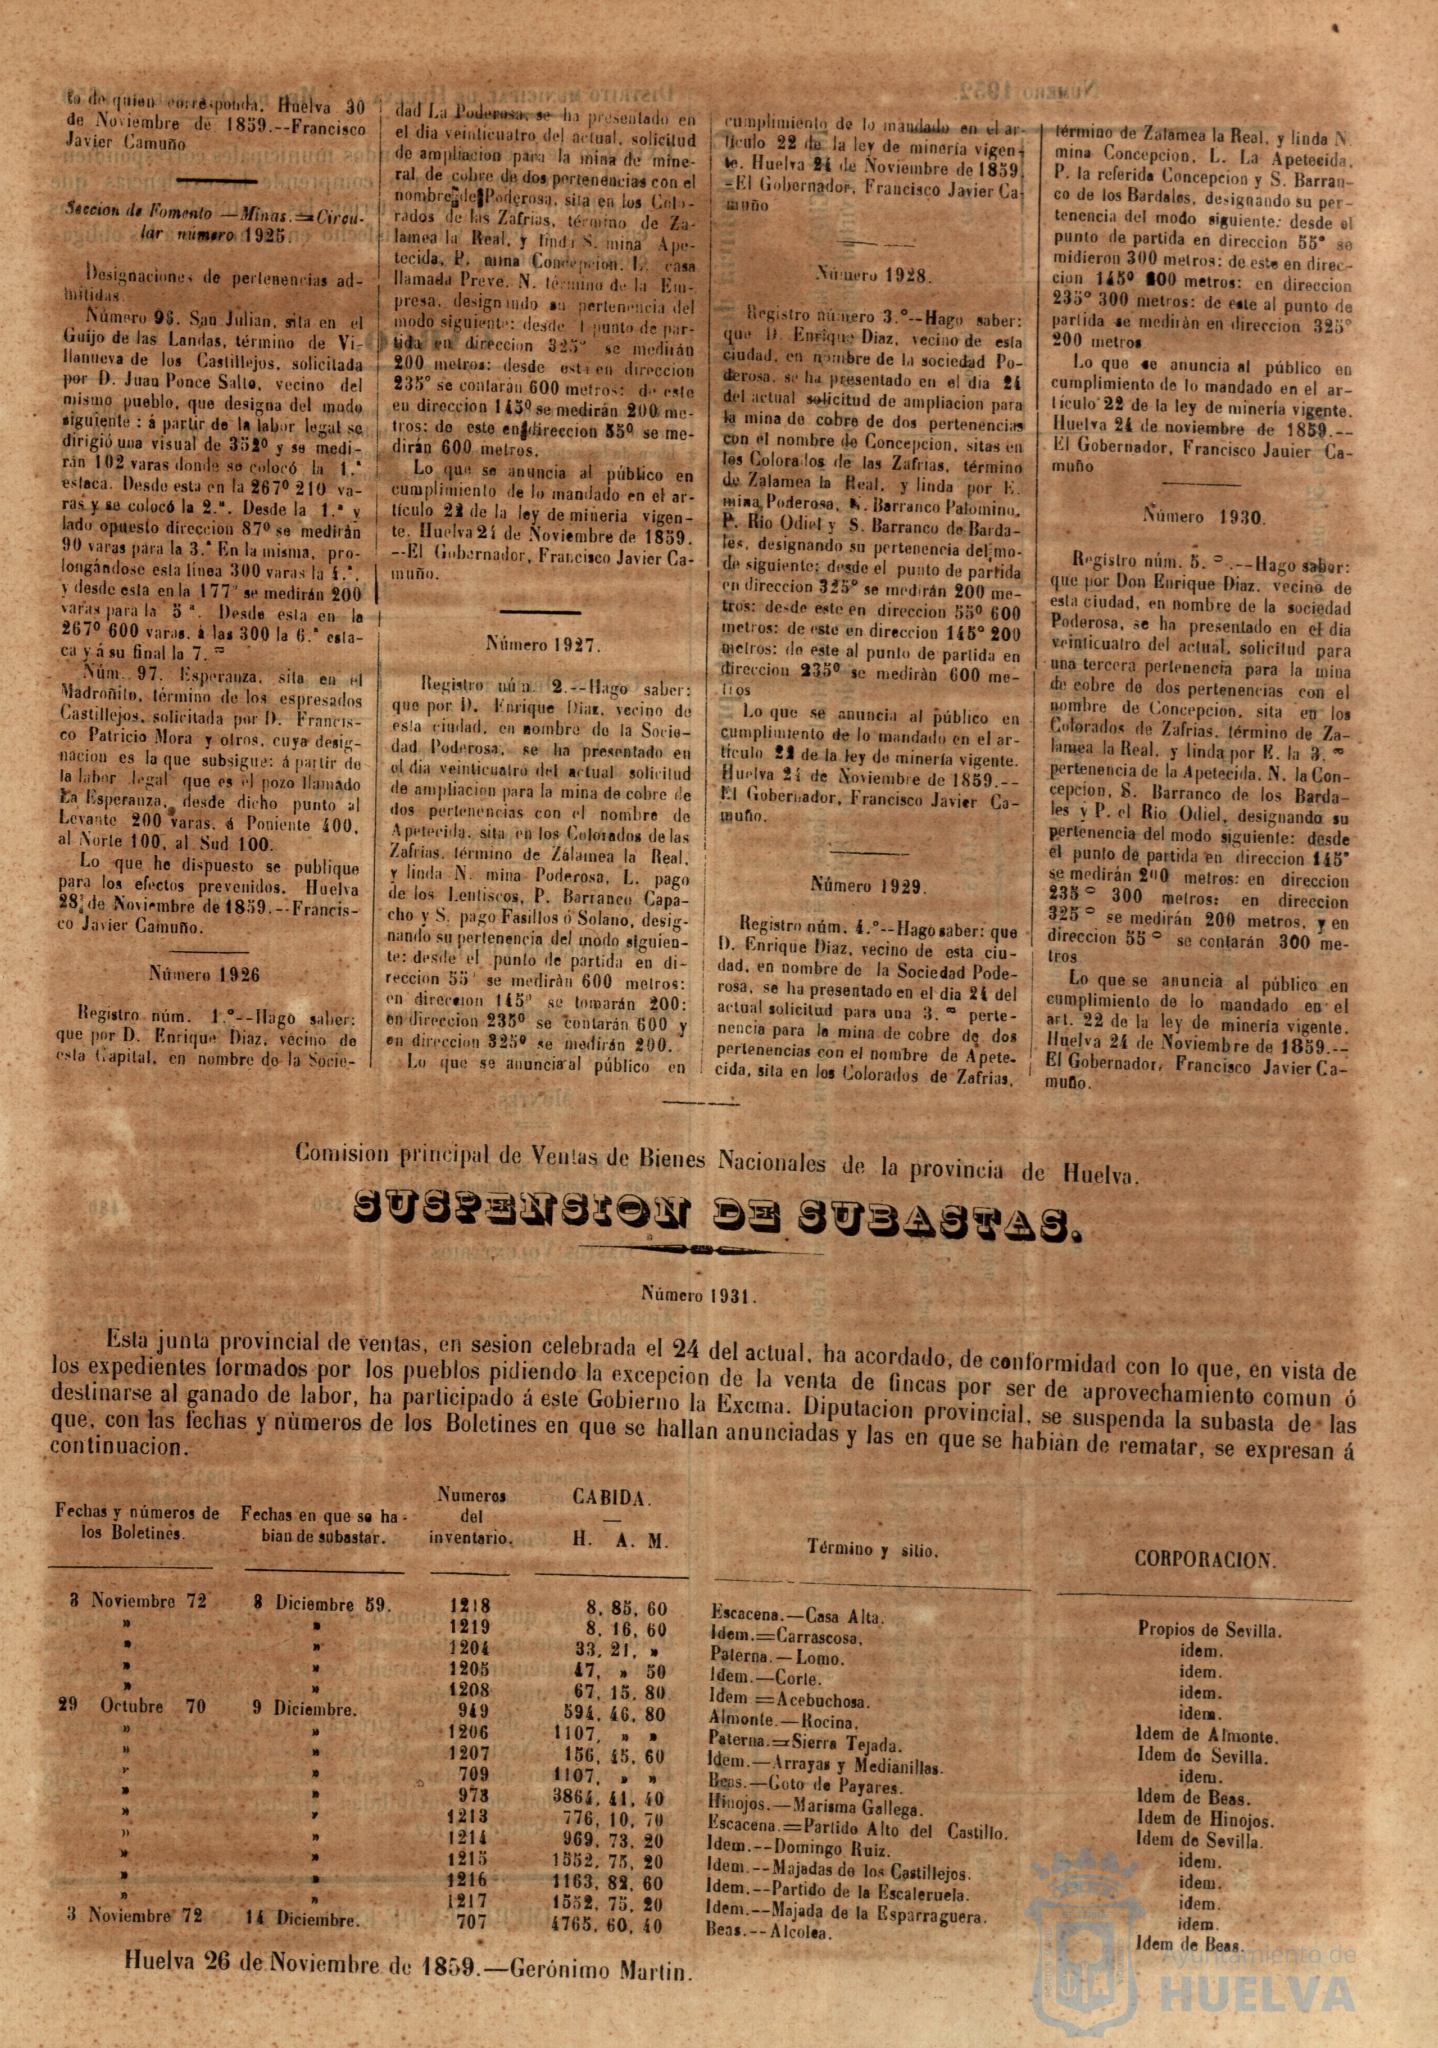 to de quien corresponda. Huelva 30
de Noviembre de 1859.--Francisco
Javier Camuño
Seccion de Fomento —Minas.=Circu-
lar número 1925.
Designaciones de pertenencias ad-
mitidas.
Número 93. San Julian, sita en el
Guijo de las Landas, término de Vi-
llanueva de los Castillejos, solicitada
por D. Juan Ponce Salto, vecino del
mismo pueblo, que designa del modo
siguiente : á partir de la labor legal se
dirigió una visual de 352º y se medi-
rán 102 varas donde se colocó la 1.ª
estaca. Desde esta en la 267º 210 va-
ras y se colocó la 2.ª. Desde la 1.ª y
lado opuesto direccion 87º se medirán
90 varas para la 3.ª En la misma, pro-
longándose esta línea 300 varas la 4.ª.
y desde esta en la 177º se medirán 200
varas para la 5 ª. Desde esta en la
267º 600 varas. á las 300 la 6.ª esta-
ca y á su final la 7.ª
Núm. 97. Esperanza, sita en el
Madroñito, término de los espresados
Castillejos, solicitada por D. Francis-
co Patricio Mora y otros, cuya desig-
nacion es la que subsigue: á partir de
la labor legal que es el pozo llamado
La Esperanza, desde dicho punto al
Levante 200 varas. á Poniente 400,
al Norte 100, al Sud 100.
Lo que he dispuesto se publique
para los efectos prevenidos. Huelva
28 de Noviembre de 1859.--Francis-
co Javier Camuño.
Número 1926
Registro núm. 1.º--Hago saber:
que por D. Enrique Diaz, vecino de
esta Capital, en nombre de la Socie-
dad La Poderosa, se ha presentado en
el dia veinticuatro del actual, solicitud
de ampliacion para la mina de mine-
ral de cobre de dos pertenencias con el
nombre de Poderosa, sita en los Colo-
rados de las Zafrias, término de Za-
lamea la Real, y linda S. mina Ape-
tecida, P. mina Concepcion. L. casa
llamada Preve. N. término de la Em-
presa, designando su pertenencia del
modo siguiente: desde l punto de par-
tida en direccion 325º se medirán
200 metros: desde esta en direccion
235º se contarán 600 metros: de este
en direccion 145º se medirán 200 me-
tros: de este en direccion 55º se me-
dirán 600 metros.
Lo que se anuncia al público en
cumplimiento de lo mandado en el ar-
tículo 22 de la ley de mineria vigen-
te. Huelva 24 de Noviembre de 1859.
--El Gobernador, Francisco Javier Ca-
muño.
Número 1927.
Registro núm. 2.--Hago saber:
que por D. Enrique Diaz, vecino de
esta ciudad, en nombre de la Socie-
dad Poderosa, se ha presentado en
el dia veinticuatro del actual solicitud
de ampliacion para la mina de cobre de
dos pertenencias con el nombre de
Apetecida, sita en los Colorados de las
Zafrias, término de Zalamea la Real,
y linda N. mina Poderosa, L. pago
de los Lentiscos, P. Barranco Capa-
cho y S. pago Fasillos ó Solano, desig-
nando su pertenencia del modo siguien-
te: desde el punto de partida en di-
reccion 55º se medirán 600 metros:
en direccion 145º se tomarán 200:
en direccion 235º se contarán 600 y
en direccion 325º se medirán 200.
Lo que se anuncia al público en
cumplimiento de lo mandado en el ar-
tículo 22 de la ley de minería vigen-
te. Huelva 24 de Noviembre de 1859.
-El Gobernador, Francisco Javier Ca-
muño
Número 1928.
Registro número 3.º--Hago saber:
que D. Enrique Diaz, vecino de esta
ciudad, en nombre de la sociedad Po-
derosa, se ha presentado en el dia 24
del actual solicitud de ampliacion para
la mina de cobre de dos pertenencias
con el nombre de Concepcion, sitas en
los Colorados de las Zafrias, término
de Zalamea la Real. y linda por E.
mina Poderosa, N. Barranco Palomino,
P. Rio Odiel y S. Barranco de Barda-
les, designando su pertenencia del mo-
do siguiente: desde el punto de partida
en direccion 325º se medirán 200 me-
tros: desde este en direccion 55º 600
metros: de este en direccion 145º 200
metros: de este al punto de partida en
direccion 235º se medirán 600 me-
tros
Lo que se anuncia al público en
cumplimiento de lo mandado en el ar-
tículo 22 de la ley de minería vigente.
Huelva 24 de Noviembre de 1859.--
El Gobernador, Francisco Javier Ca-
muño.
Número 1929.
Registro núm. 4.º--Hago saber: que
D. Enrique Diaz, vecino de esta ciu-
dad, en nombre de la Sociedad Pode-
rosa, se ha presentado en el dia 24 del
actual solicitud para una 3.ª perte-
nencia para la mina de cobre de dos
pertenencias con el nombre de Apete-
cida, sita en los Colorados de Zafrias,
término de Zalamea la Real, y linda N
mina Concepcion, L. La Apetecida,
P. la referida Concepcion y S. Barran-
co de los Bardales, designando su per-
tenencia del modo siguiente: desde el
punto de partida en direccion 55ª se
midieron 300 metros: de este en direc-
cion 145º 200 metros: en direccion
235º 300 metros: de este al punto de
partida se medirán en direccion 325º
200 metros
Lo que se anuncia al público en
cumplimiento de lo mandado en el ar-
tículo 22 de la ley de minería vigente.
Huelva 24 de noviembre de 1859.--
El Gobernador, Francisco Jauier Ca-
muño
Número 1930.
Registro núm. 5.º.--Hago saber:
que por Don Enrique Diaz, vecino de
esta ciudad, en nombre de la sociedad
Poderosa, se ha presentado en el dia
veinticuatro del actual, solicitud para
una tercera pertenencia para la mina
de cobre de dos pertenencias con el
nombre de Concepcion, sita en los
Colorados de Zafrias, término de Za-
lamea la Real, y linda por E. la 3.ª
pertenencia de la Apetecida, N. la Con-
cepcion, S. Barranco de los Barda-
les y P. el Rio Odiel, designando su
pertenencia del modo siguiente: desde
el punto de partida en direccion 145ª
se medirán 200 metros: en direccion
235º 300 metros: en direccion
325º se medirán 200 metros, y en
direccion 55º se contarán 300 me-
tros
Lo que se anuncia al público en
cumplimiento de lo mandado en el
art. 22 de la ley de minería vigente.
Huelva 24 de Noviembre de 1859.--
El Gobernador, Francisco Javier Ca-
muño.
Comision principal de Ventas de Bienes Nacionales de la provincia de Huelva.
SUSPENSION DE SUBASTAS.
Número 1931.
Esta junta provincial de ventas, en sesion celebrada el 24 del actual, ha acordado, de conformidad con lo que, en vista de
los expedientes formados por los pueblos pidiendo la excepcion de la venta de fincas por ser de aprovechamiento comun ó
destinarse al ganado de labor, ha participado á este Gobierno la Excma. Diputacion provincial, se suspenda la subasta de las
que, con las fechas y números de los Boletines en que se hallan anunciadas y las en que se habian de rematar, se expresan á
continuacion.
Fechas y números de los Boletines. Fechas en que se ha-bian de subastar. Numeros del inventario. CABIDA. — H. A. M. Término y sitio. CORPORACION.
3 Noviembre 72 8 Diciembre 59. 1218 8, 85, 60 Escacena.—Casa Alta. Propios de Sevilla.
» » 1219 8, 16, 60 Idem.=Carrascosa. idem.
» » 1204 33, 21, » Paterna.—Lomo. idem.
» » 1205 47, » 50 Idem.—Corte. idem.
» » 1208 67, 15, 80 Idem =Acebuchosa. idem.
29 Octubre 70 9 Diciembre. 949 594, 46, 80 Almonte.—Rocina. Idem de Almonte.
» » 1206 1107, » » Paterna.=Sierra Tejada. Idem de Sevilla.
» » 1207 156, 45, 60 Idem.—Arrayas y Medianillas. idem.
» » 709 1107, » » Beas.—Goto de Payares. Idem de Beas.
» » 973 3864, 41, 40 Hinojos.—Marisma Gallega. Idem de Hinojos.
» » 1213 776, 10, 70 Escacena.=Partido Alto del Castillo. Idem de Sevilla.
» » 1214 969, 73, 20 Idem.--Domingo Ruiz. idem.
» » 1215 1552, 75, 20 Idem.--Majadas de los Castillejos. idem.
» » 1216 1163, 82, 60 Idem.--Partido de la Escaleruela. idem.
» » 1217 1552, 75, 20 Idem.--Majada de la Esparraguera. idem.
3 Noviembre 72 14 Diciembre. 707 4765, 60, 40 Beas.--Alcolea. Idem de Beas.
Huelva 26 de Noviembre de 1859.—Gerónimo Martin.
Ayuntamiento de
HUELVA